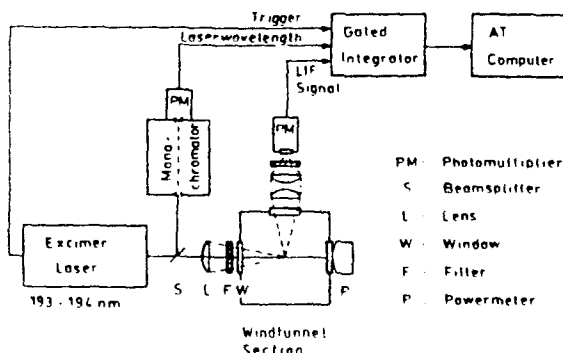 Trigger
Laserwavelength
LIF
Signal
Gated
Integrator
AT
Computer
PM
PM
Mono-
chromator
Excimer
Laser
193-194 nm
S L F W P
Windtunnel
Section
PM Photomultiplier
S Beamsplitter
L Lens
W Window
F Filter
P Powermeter